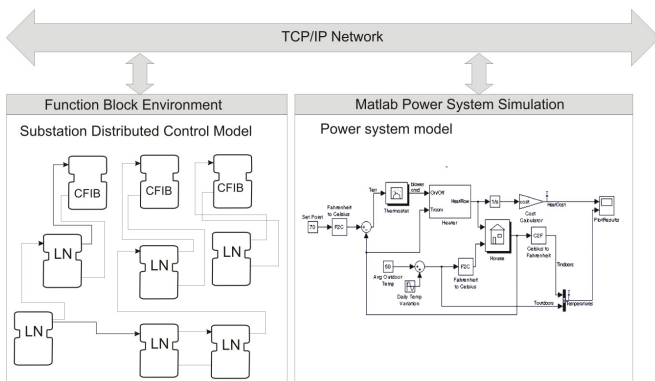 TCP/IP Network
Function Block Environment
Substation Distributed Control Model
CFIB
CFIB
CFIB
LN
LN
LN
LN
LN
LN
Matlab Power System Simulation
Power system model
Set Point
70
Fahrenheit
to Celsius
F2C
Terr
blower
cmd
Thermostat
On/Off
HeatFlow
Troom
Heater
1/s
cost
Cost
Calculator
HeatCost
PlotResults
House
C2F
Celsius to
Fahrenheit
Tindoors
50
Avg Outdoor
Temp
Daily Temp
Variation
F2C
Fahrenheit
to Celsius
Toutdoors
Temperatures